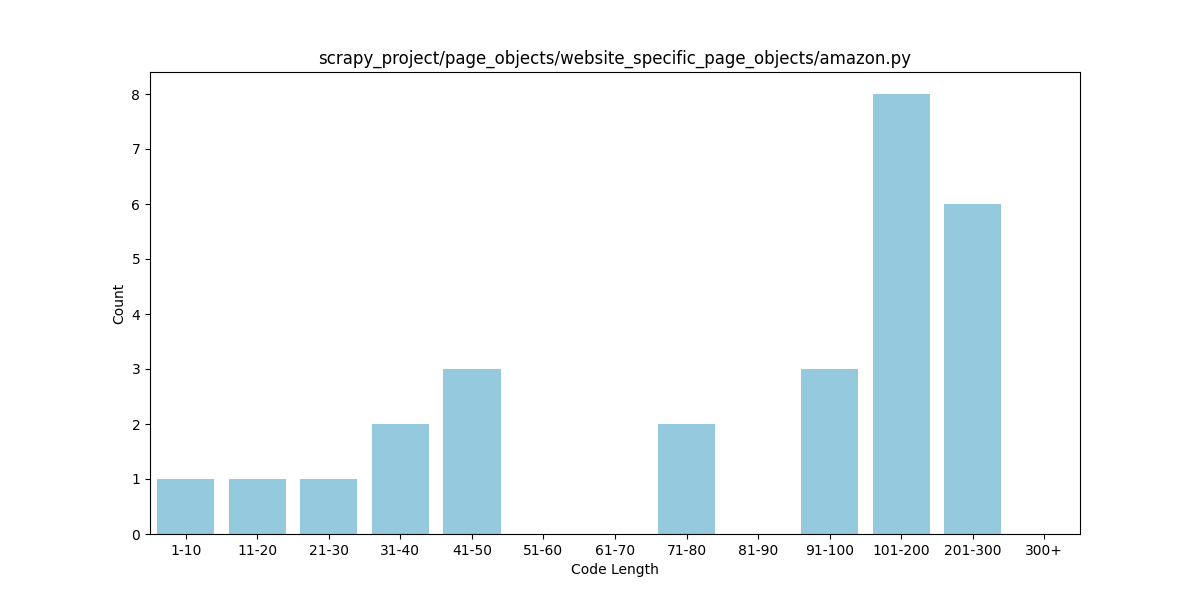 scrapy_project/page_objects/website_specific_page_objects/amazon.py
8
7
6
5
4
3
2
1
0
Count
1-10 11-20 21-30 31-40 41-50 51-60 61-70 71-80 81-90 91-100 101-200 201-300 300+
Code Length